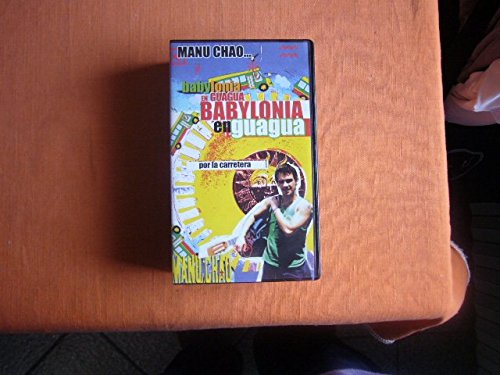 MANU CHAO...
babylonia
EN GUAGUA
BABYLONIA
en guagua
por la carretera
MANU CHAO